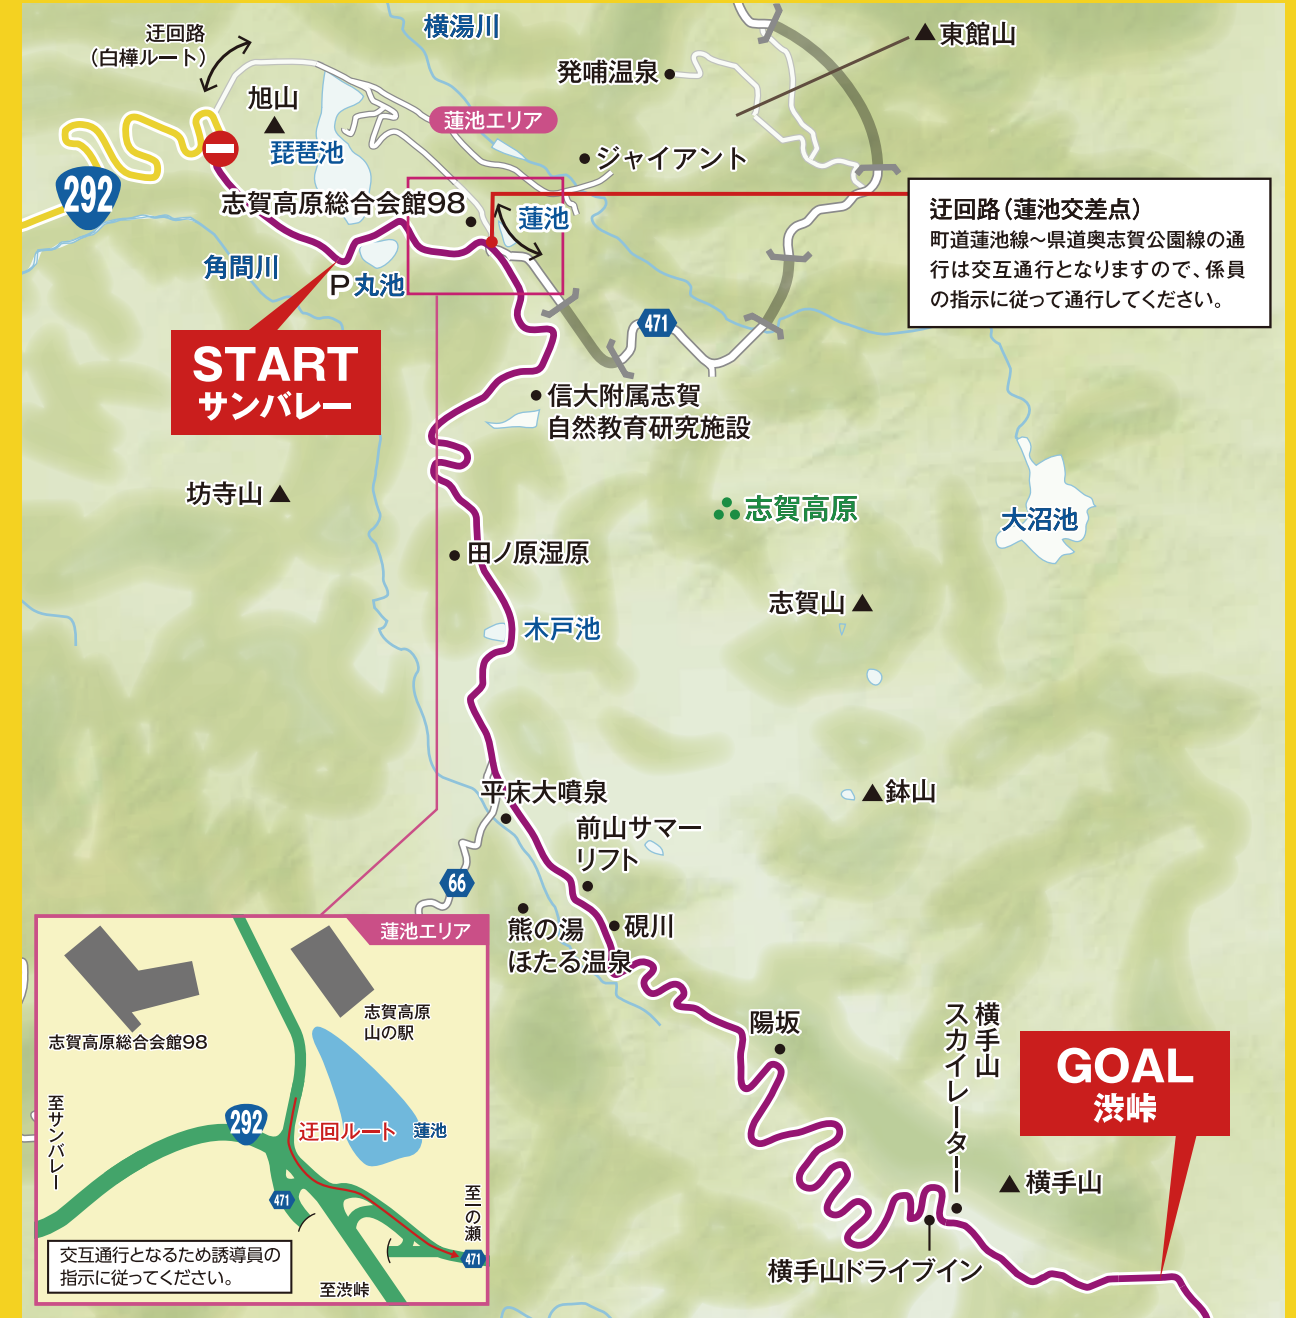 迂回路
（白樺ルート）
横湯川
東館山
発哺温泉
旭山
蓮池エリア
琵琶池
ジャイアント
292
志賀高原総合会館98
蓮池
迂回路（蓮池交差点）
町道蓮池線～県道奥志賀公園線の通
行は交互通行となりますので、係員
の指示に従って通行してください。
角間川
P 丸池
471
START
サンバレー
信大附属志賀
自然教育研究施設
坊寺山
志賀高原
大沼池
田ノ原湿原
志賀山
木戸池
平床大噴泉
鉢山
前山サマー
リフト
66
熊の湯
ほたる温泉
硯川
陽坂
横手山
スカイレーター
GOAL
渋峠
横手山
横手山ドライブイン
蓮池エリア
志賀高原
山の駅
志賀高原総合会館98
至サンバレー
292
迂回ルート
蓮池
471
至一の瀬
471
交互通行となるため誘導員の
指示に従ってください。
至渋峠